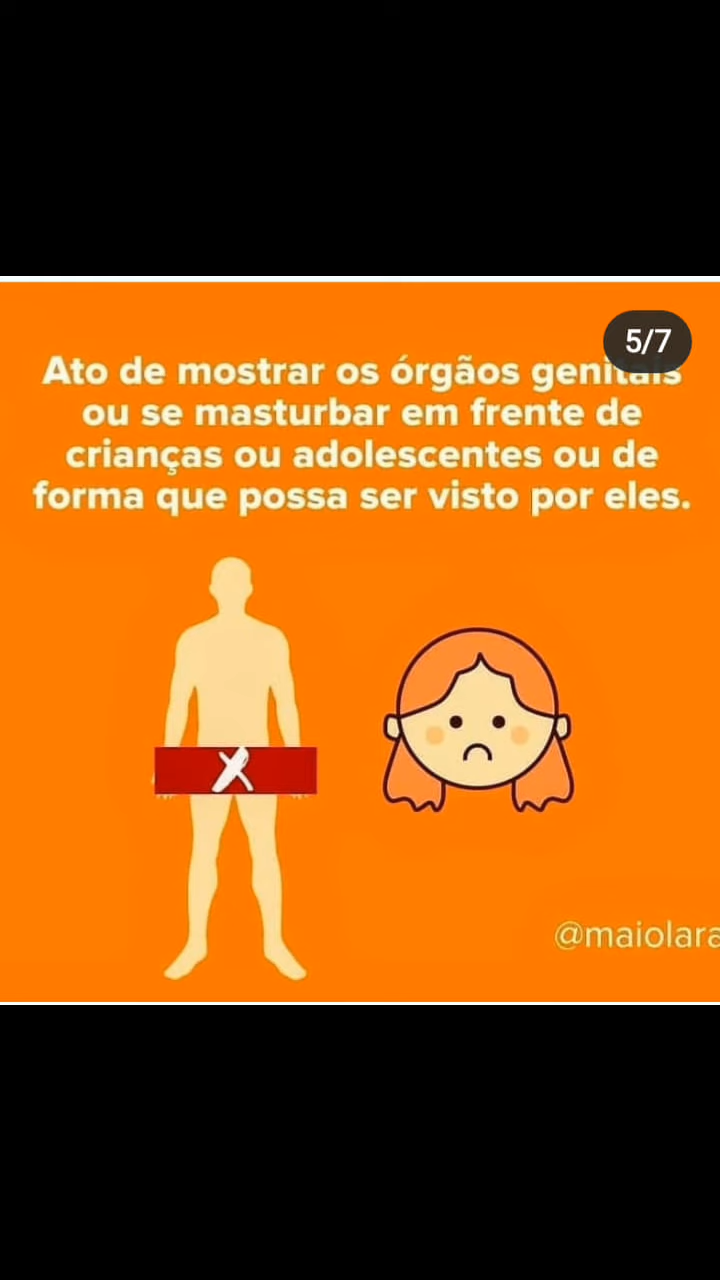 5/7
Ato de mostrar os órgãos genitais
ou se masturbar em frente de
crianças ou adolescentes ou de
forma que possa ser visto por eles.
@maiolara